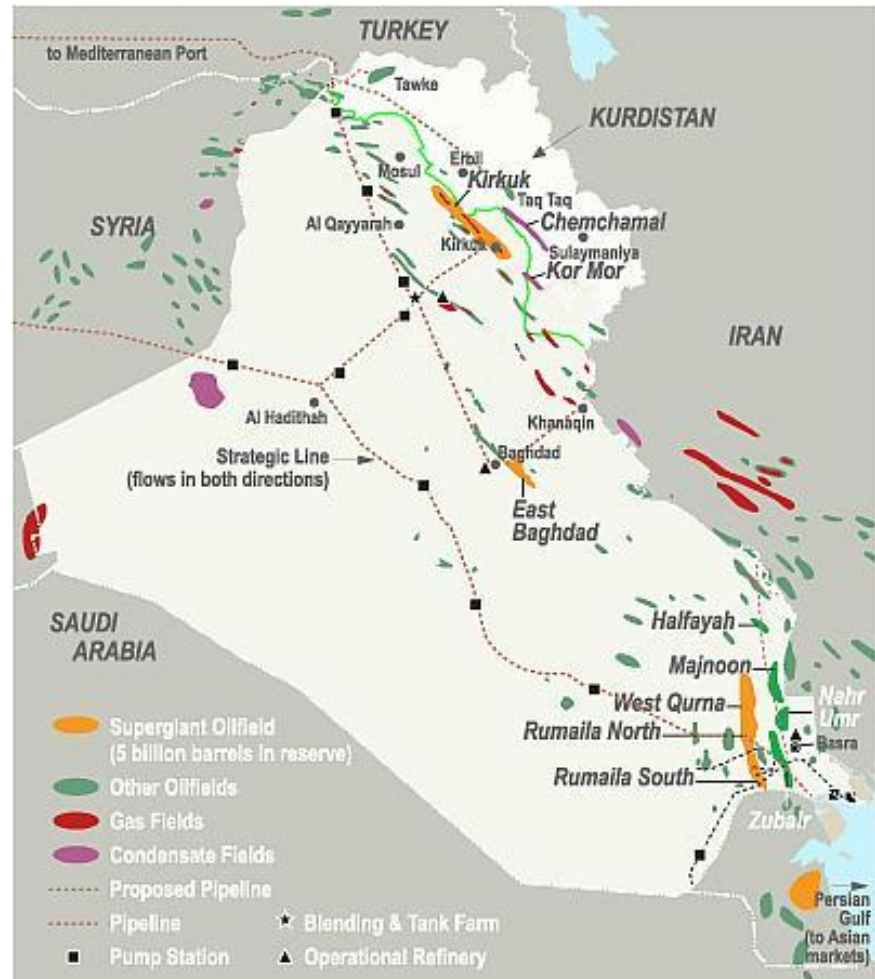 TURKEY
to Mediterranean Port
Tawke
KURDISTAN
Mosul
Erbil
Kirkuk
Taq Taq
Chemchamal
SYRIA
Al Qayyarah
Kirkuk
Sulaymaniya
Kor Mor
IRAN
Khanaqin
Al Hadithah
Strategic Line
(flows in both directions)
Baghdad
East
Baghdad
SAUDI
ARABIA
Halfayah
Majnoon
West Qurna
Nahr
Umr
Rumaila North
Basra
Rumaila South
Zubair
Supergiant Oilfield
(5 billion barrels in reserve)
Other Oilfields
Gas Fields
Condensate Fields
Proposed Pipeline
Pipeline
Blending & Tank Farm
Pump Station
Operational Refinery
Persian
Gulf
(to Asian
markets)